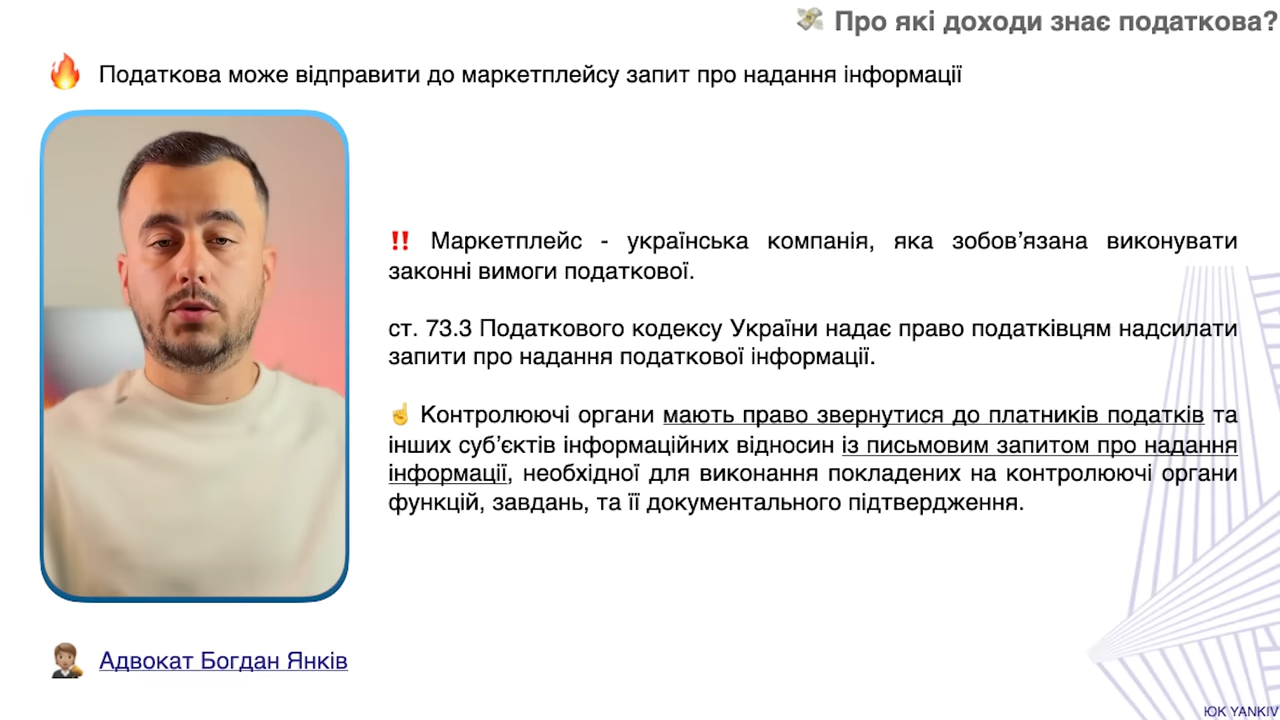 💸 Про які доходи знає податкова?
🔥 Податкова може відправити до маркетплейсу запит про надання інформації
‼️ Маркетплейс - українська компанія, яка зобов’язана виконувати
законні вимоги податкової.
ст. 73.3 Податкового кодексу України надає право податківцям надсилати
запити про надання податкової інформації.
☝️ Контролюючі органи мають право звернутися до платників податків та
інших суб’єктів інформаційних відносин із письмовим запитом про надання
інформації, необхідної для виконання покладених на контролюючі органи
функцій, завдань, та її документального підтвердження.
Адвокат Богдан Янків
ЮК YANKIV